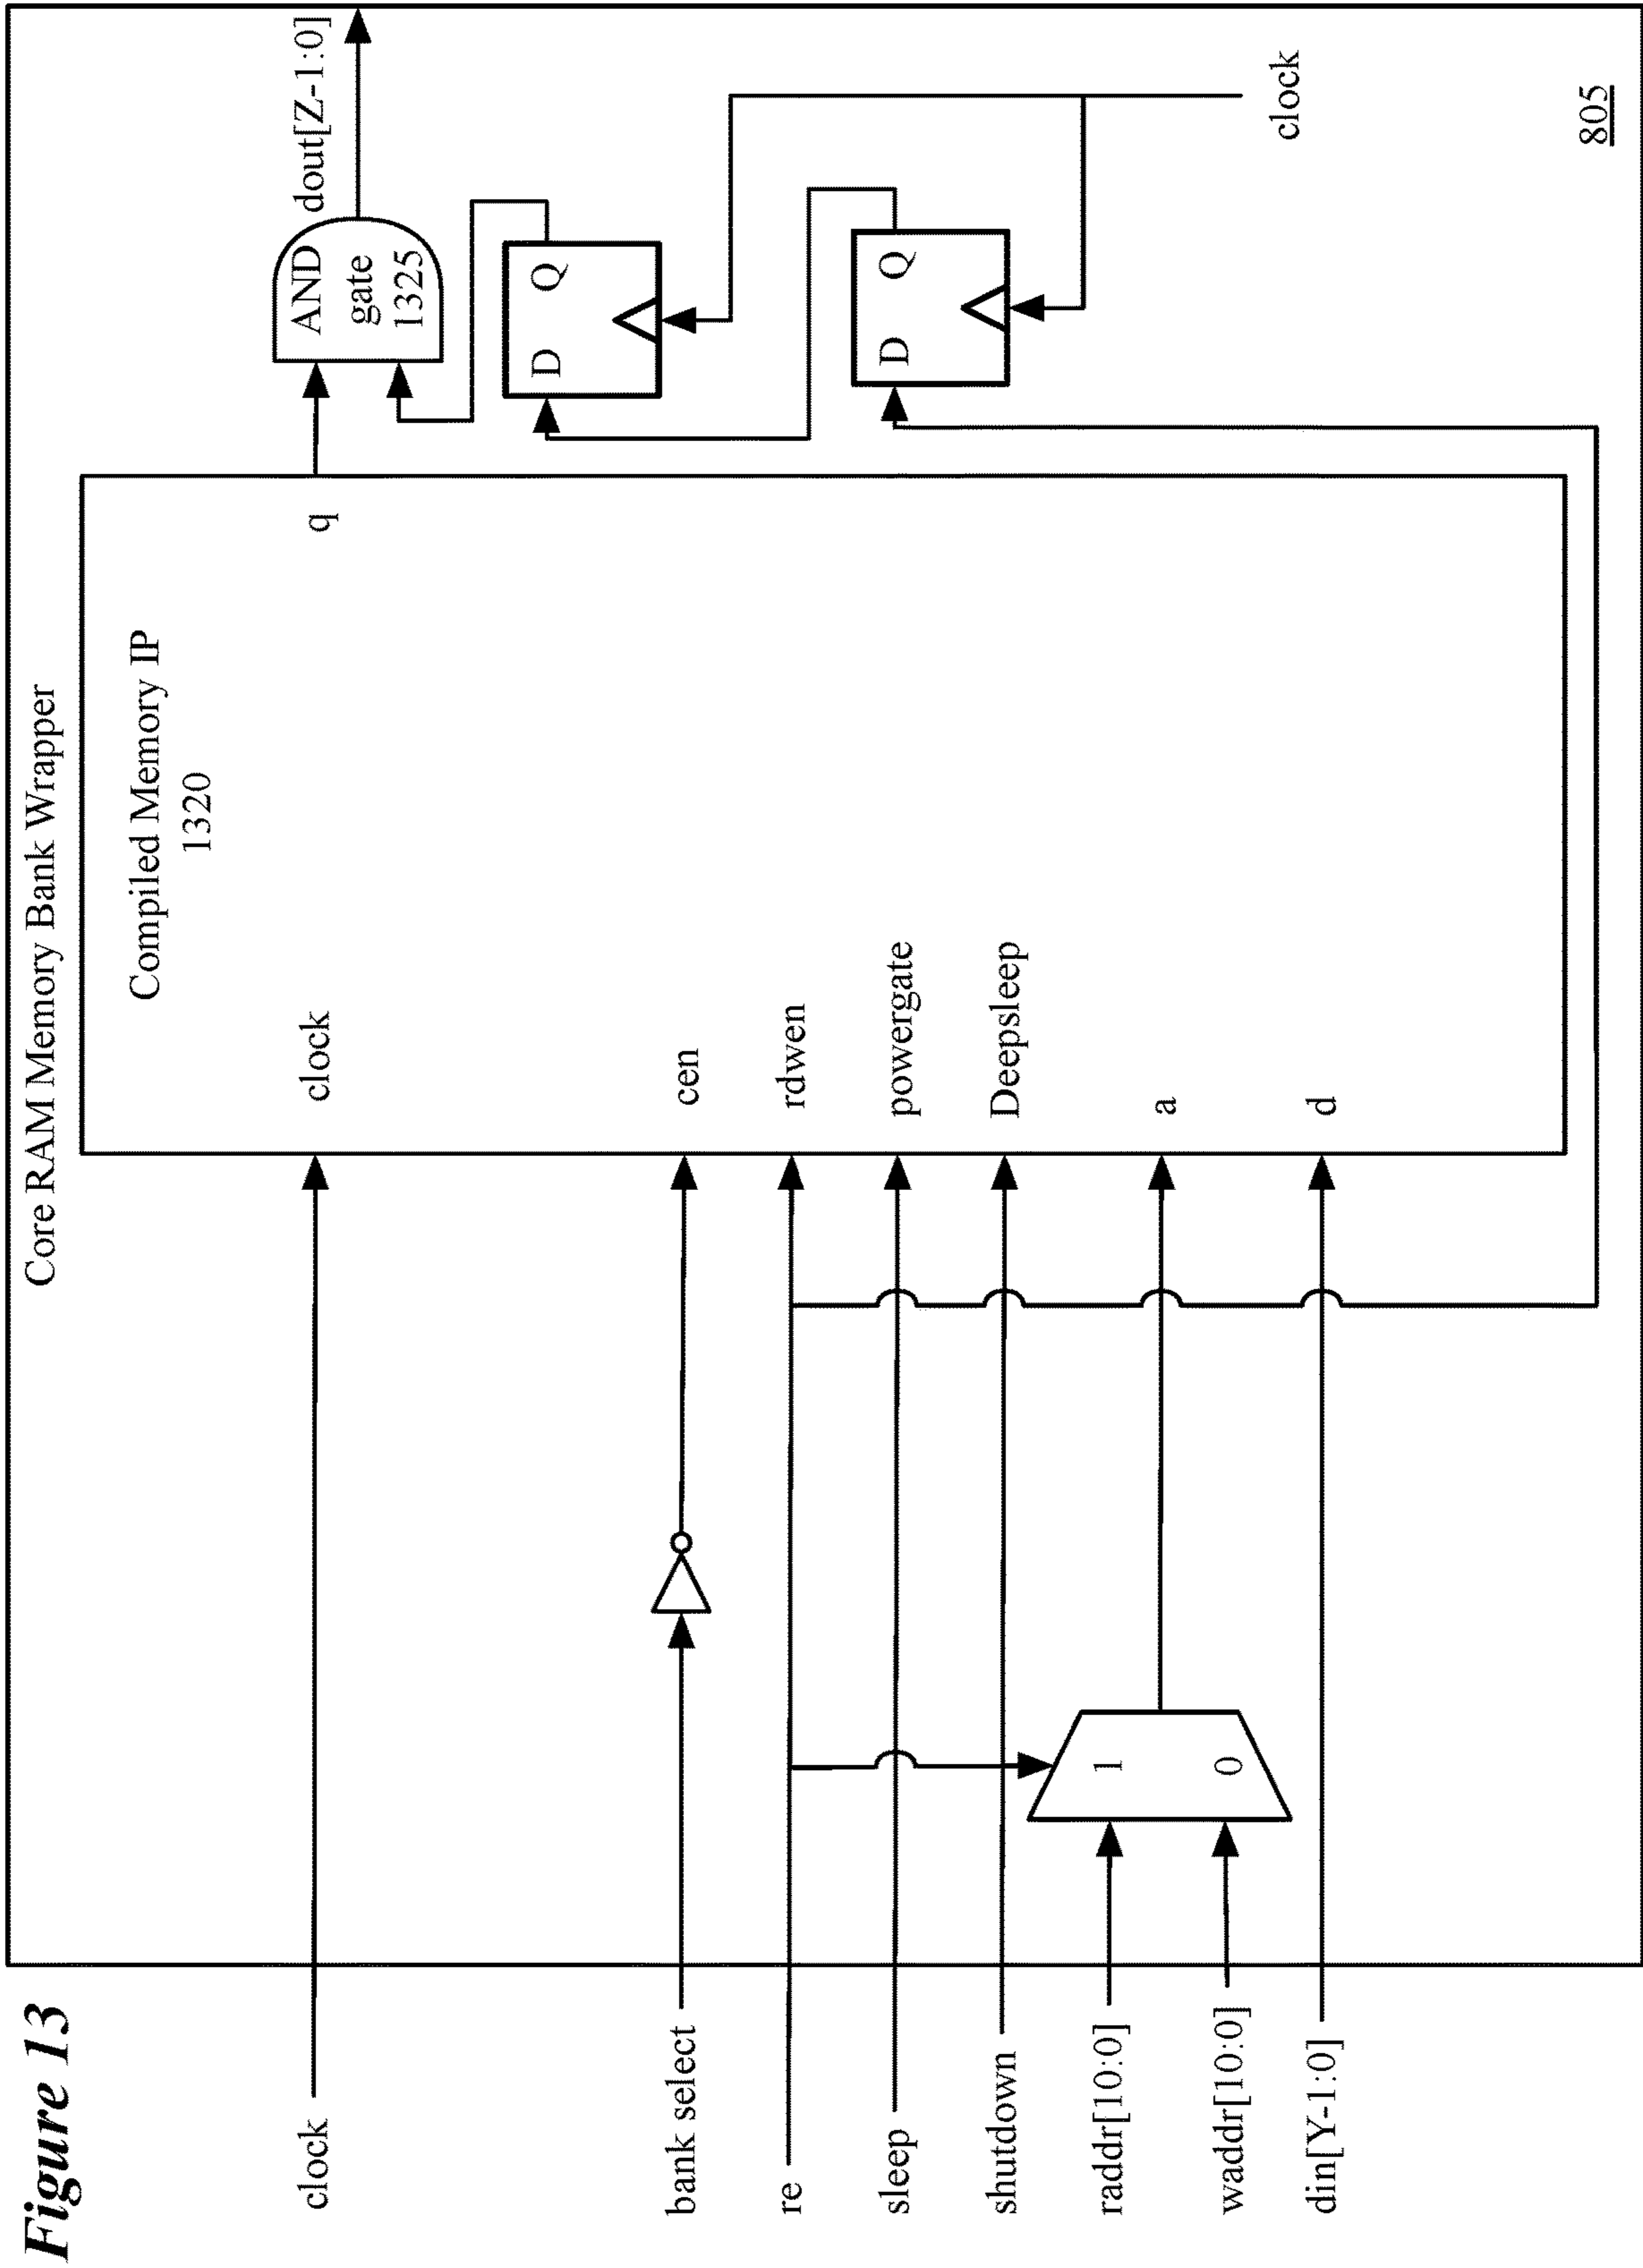 Figure 13
Core RAM Memory Bank Wrapper
Compiled Memory IP
1320
clock
bank select
re
sleep
shutdown
raddr[10:0]
waddr[10:0]
din[Y-1:0]
1
0
clock
cen
rdwen
powergate
Deepsleep
a
d
q
AND
gate
1325
dout[Z-1:0]
D Q
D Q
clock
805